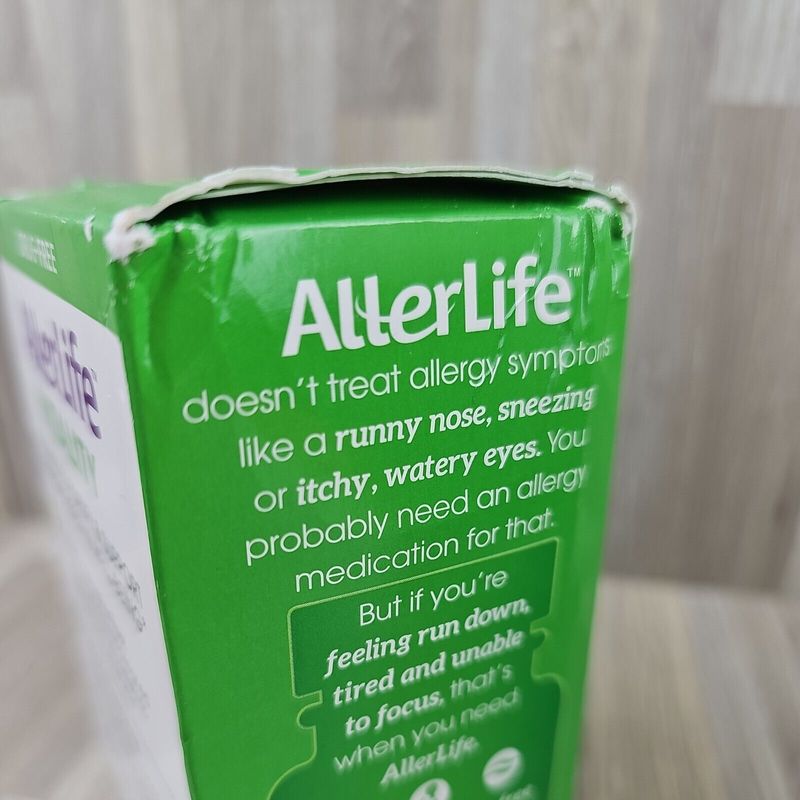 AllerLife™
doesn't treat allergy symptoms
like a runny nose, sneezing
or itchy, watery eyes. You
probably need an allergy
medication for that.
But if you're
feeling run down,
tired and unable
to focus, that's
when you need
AllerLife.
free
AllerLife